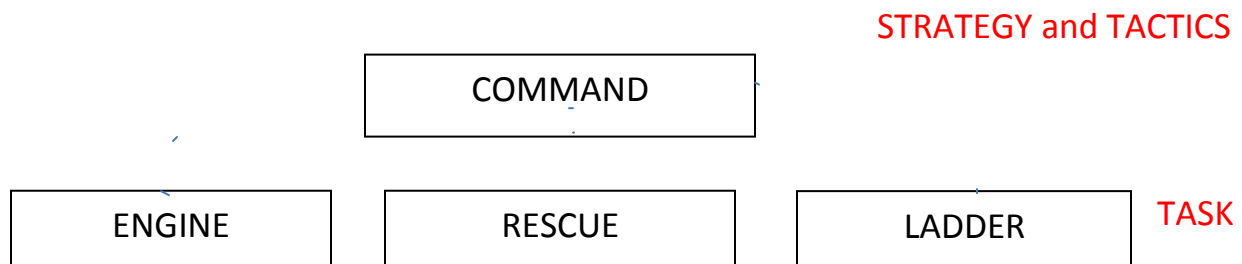 STRATEGY and TACTICS
COMMAND
ENGINE
RESCUE
LADDER
TASK